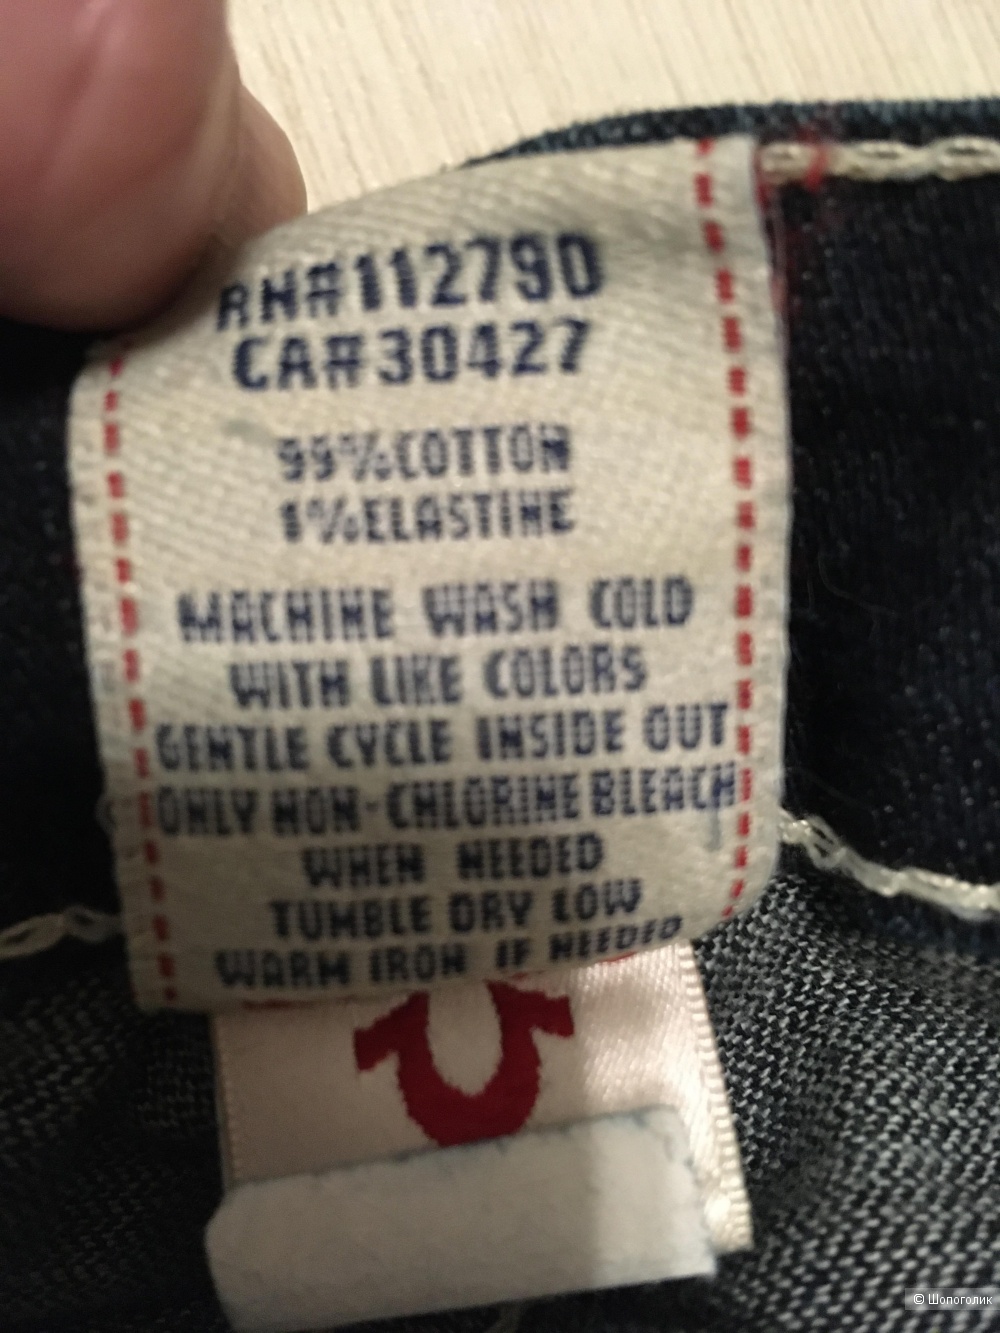 RN#112790
CA#30427
99%COTTON
1%ELASTINE
MACHINE WASH COLD
WITH LIKE COLORS
GENTLE CYCLE INSIDE OUT
ONLY NON-CHLORINE BLEACH
WHEN NEEDED
TUMBLE DRY LOW
WARM IRON IF NEEDED
© Шопоголик